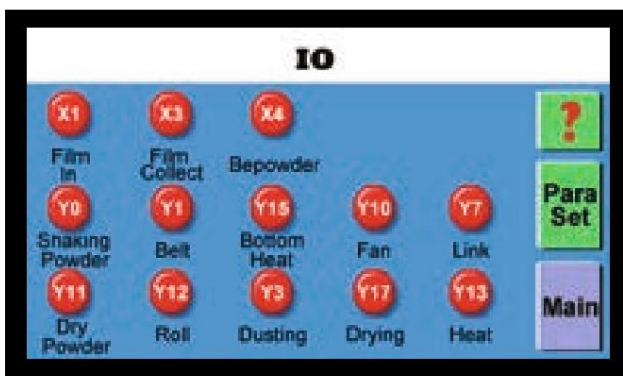 IO
X1 X3 X4
Film In
Film Collect
Bepowder
?
Y0 Y1 Y15 Y10 Y7
Snaking Powder
Belt
Bottom Heat
Fan
Link
Para Set
Y11 Y12 Y3 Y17 Y13
Dry Powder
Roll
Dusting
Drying
Heat
Main